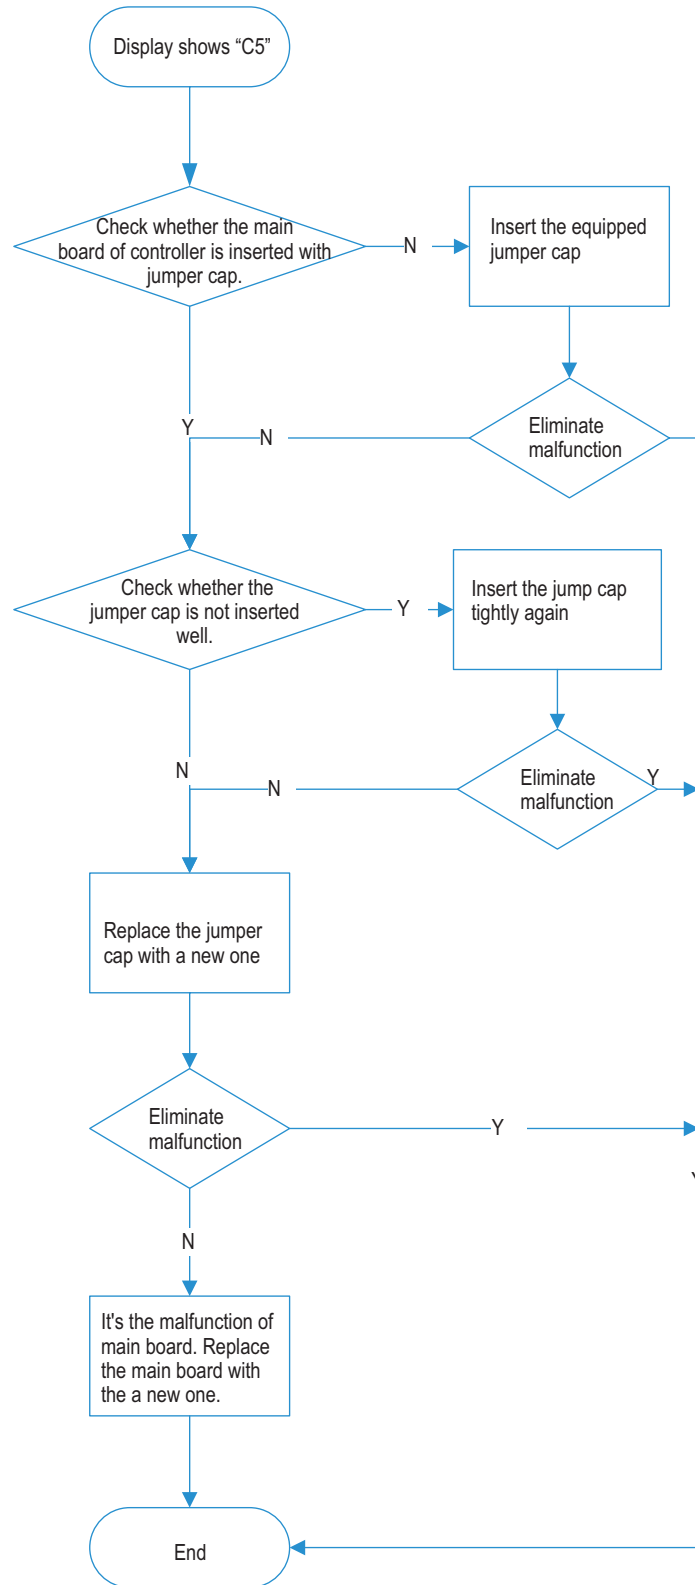 Display shows “C5”
Check whether the main
board of controller is inserted with
jumper cap.
N
Insert the equipped
jumper cap
Y
N
Eliminate
malfunction
Check whether the
jumper cap is not inserted
well.
Y
Insert the jump cap
tightly again
N
N
Eliminate
malfunction
Y
Replace the jumper
cap with a new one
Eliminate
malfunction
Y
Y
N
It's the malfunction of
main board. Replace
the main board with
the a new one.
End